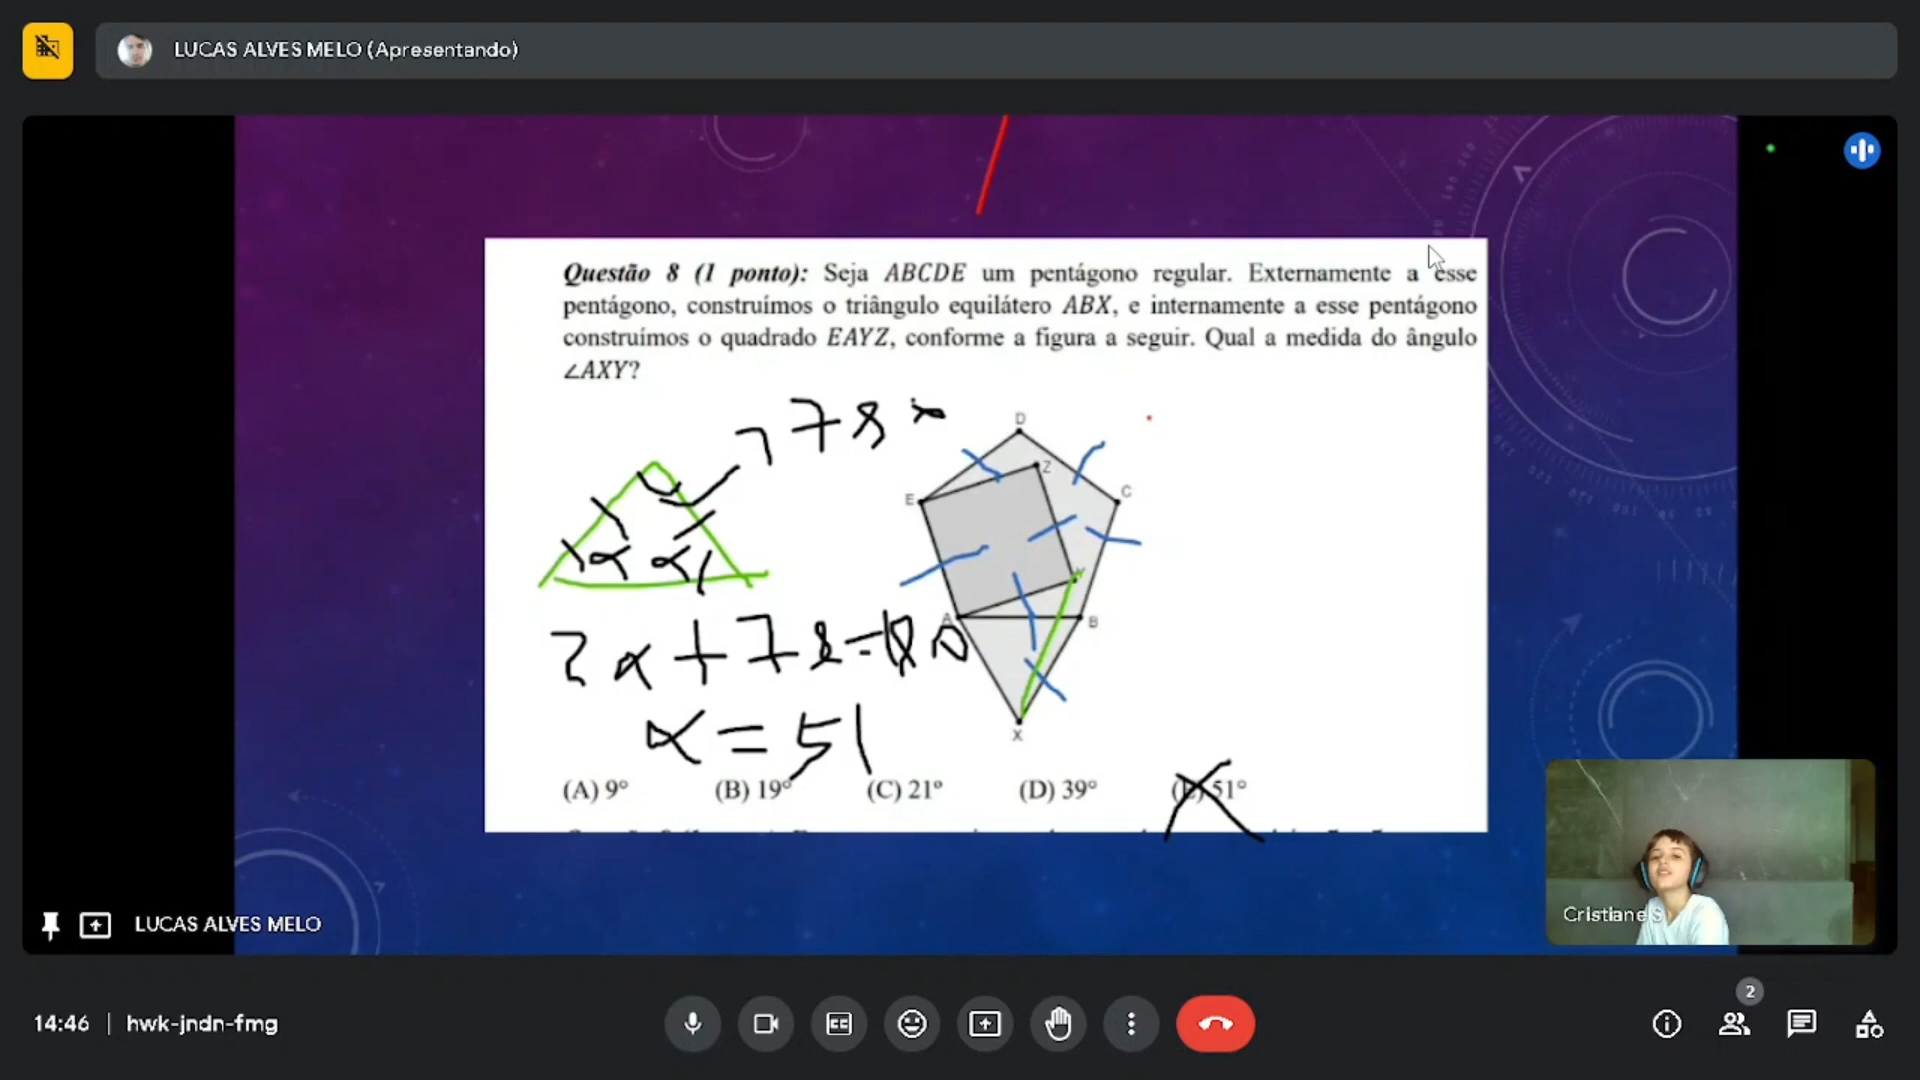 LUCAS ALVES MELO (Apresentando)
Questão 8 (1 ponto): Seja ABCDE um pentágono regular. Externamente a esse
pentágono, construímos o triângulo equilátero ABX, e internamente a esse pentágono
construímos o quadrado EAYZ, conforme a figura a seguir. Qual a medida do ângulo
∠AXY?
78°
D
Z
E
C
α α
Y
A
B
2α + 78 = 180
α = 51
X
(A) 9° (B) 19° (C) 21° (D) 39° (E) 51°
Cristiane S
LUCAS ALVES MELO
2
14:46 | hwk-jndn-fmg